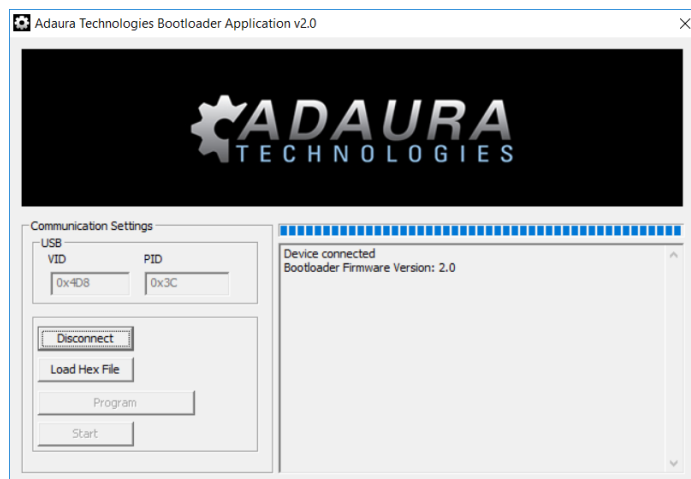 Adaura Technologies Bootloader Application v2.0
ADAURA
TECHNOLOGIES
Communication Settings
USB
VID PID
0x4D8 0x3C
Disconnect
Load Hex File
Program
Start
Device connected
Bootloader Firmware Version: 2.0